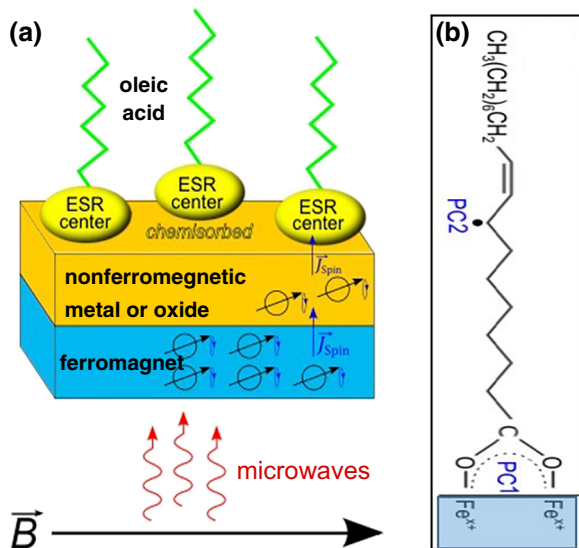 (a)
oleic
acid
ESR
center
ESR
center
ESR
center
chemisorbed
nonferromegnetic
metal or oxide
J⃗Spin
ferromagnet
J⃗Spin
microwaves
B⃗
(b)
CH₃(CH₂)₆CH₂
PC2
C
O
O
PC1
Feˣ⁺
Feˣ⁺